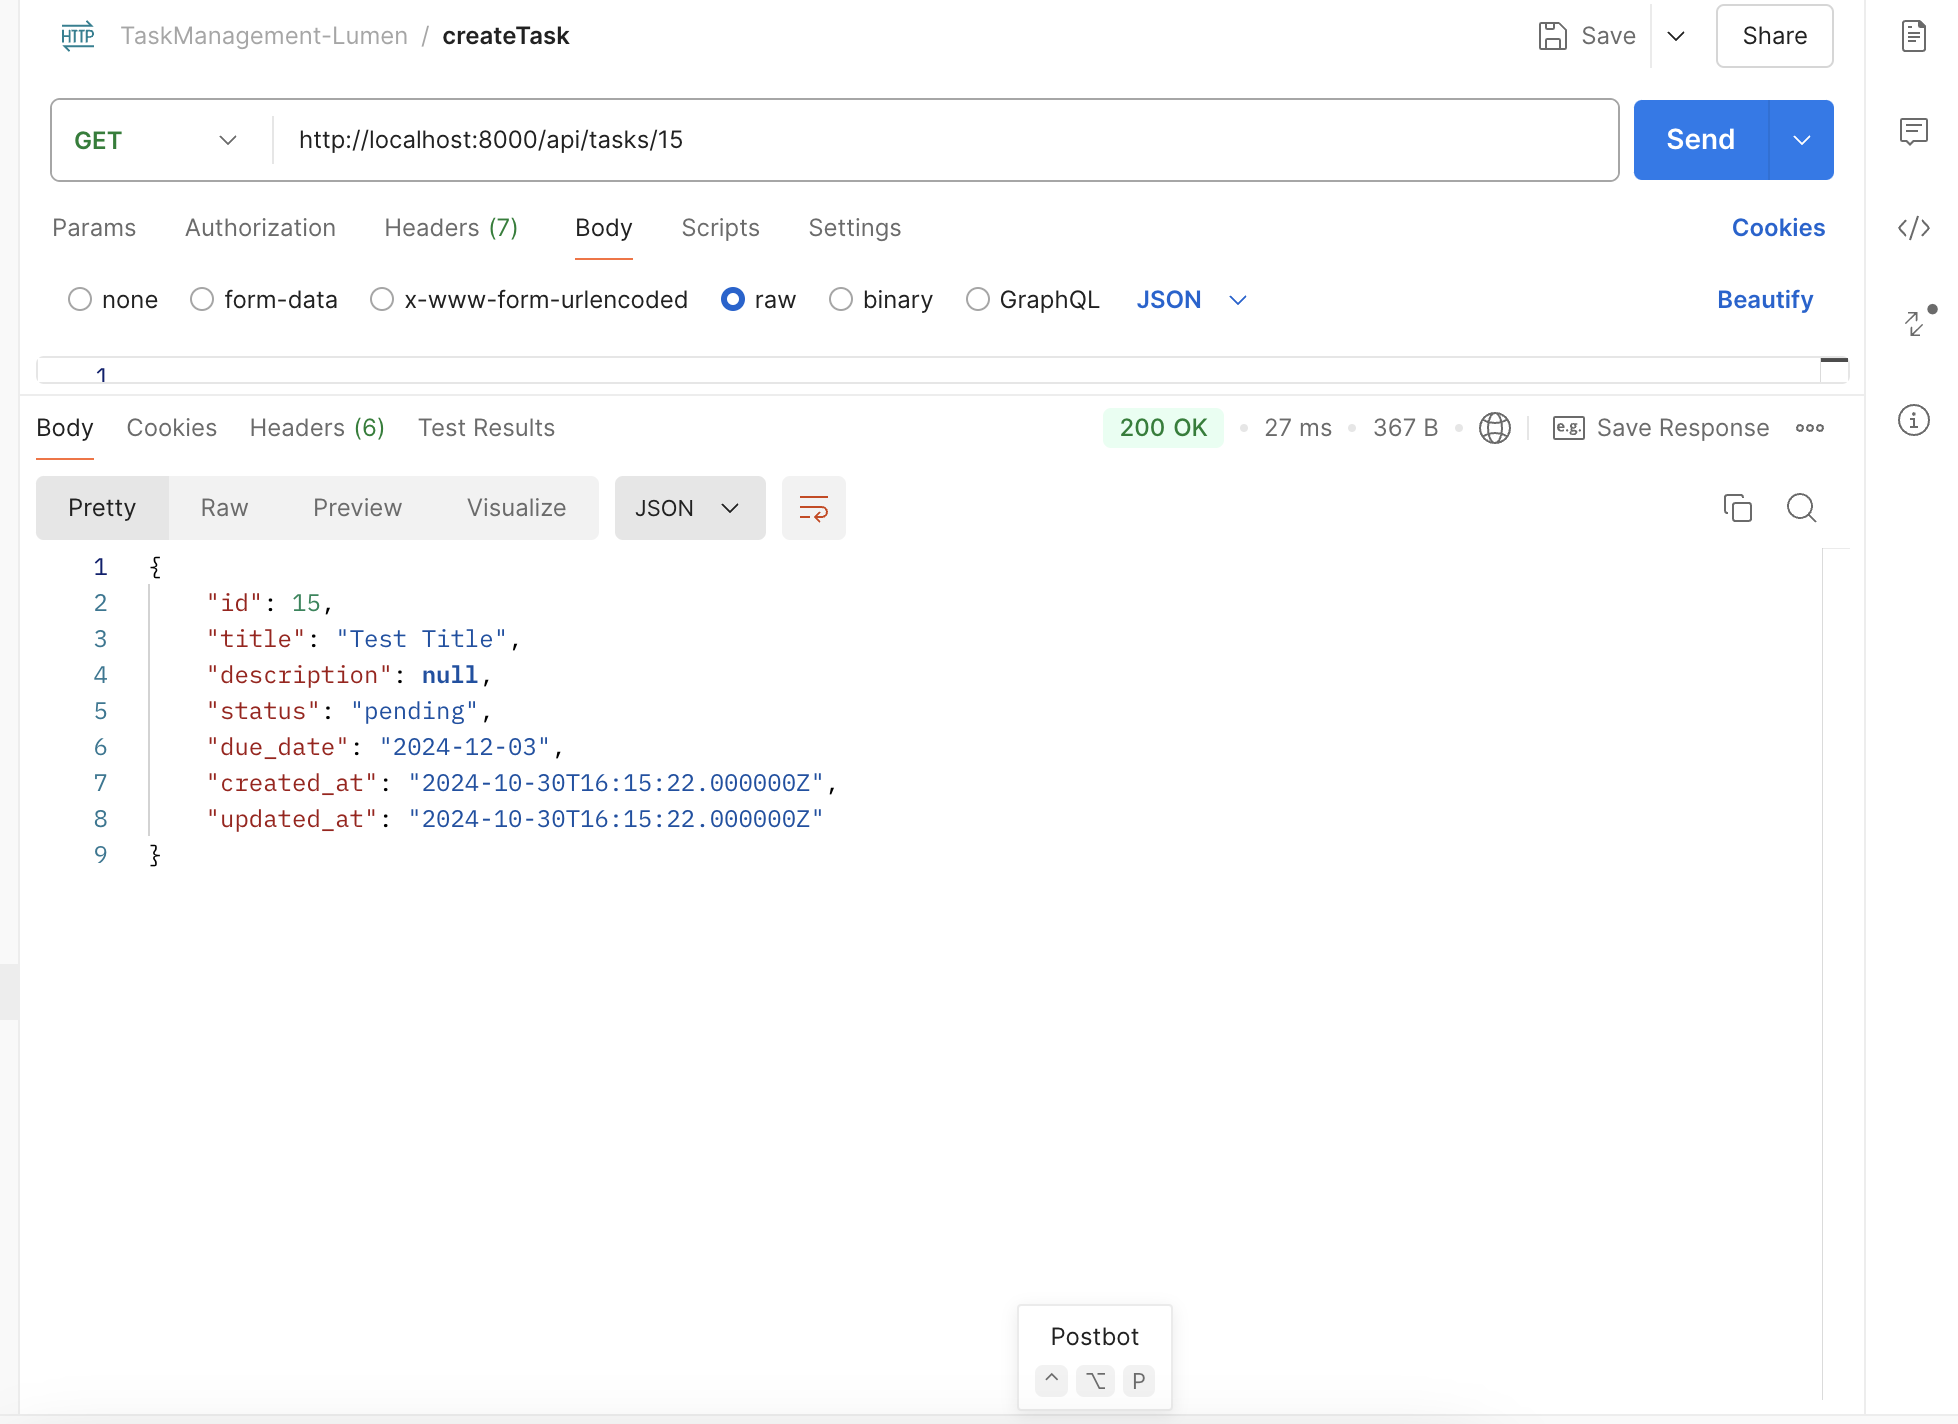 HTTP TaskManagement-Lumen / createTask Save Share
GET http://localhost:8000/api/tasks/15 Send
Params Authorization Headers (7) Body Scripts Settings Cookies
none form-data x-www-form-urlencoded raw binary GraphQL JSON Beautify
1
Body Cookies Headers (6) Test Results 200 OK • 27 ms • 367 B • e.g. Save Response
Pretty Raw Preview Visualize JSON
1 {
2 "id": 15,
3 "title": "Test Title",
4 "description": null,
5 "status": "pending",
6 "due_date": "2024-12-03",
7 "created_at": "2024-10-30T16:15:22.000000Z",
8 "updated_at": "2024-10-30T16:15:22.000000Z"
9 }
Postbot
^ ⌥ P